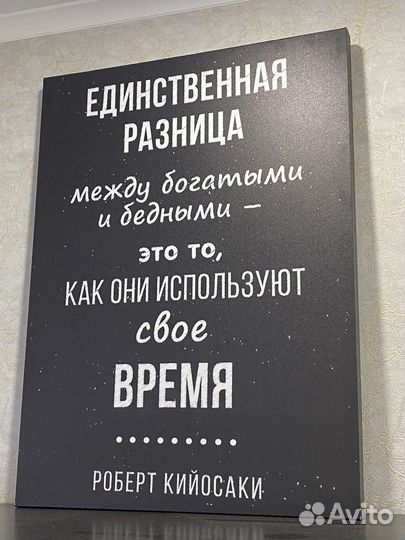 ЕДИНСТВЕННАЯ
РАЗНИЦА
между богатыми
и бедными –
это то,
КАК ОНИ ИСПОЛЬЗУЮТ
свое
ВРЕМЯ
.........
РОБЕРТ КИЙОСАКИ
Avito